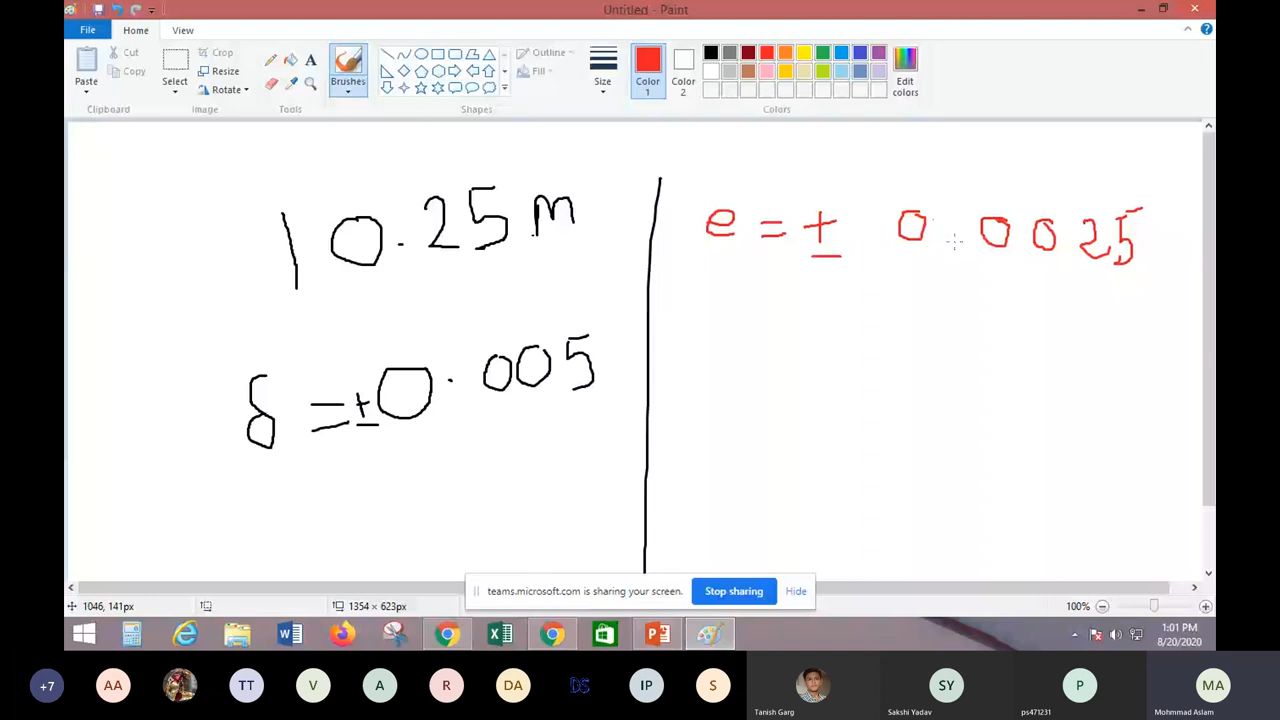 Untitled - Paint
File Home View
Paste Cut Copy Select Crop Resize Rotate Brushes Outline Fill Size Color 1 Color 2 Edit colors
Clipboard Image Tools Shapes Colors
10.25 m
δ = ± 0.005
e = ± 0 0025
teams.microsoft.com is sharing your screen. Stop sharing Hide
1046, 141px 1354 × 623px 100%
1:01 PM
8/20/2020
+7 AA TT V A R DA DS IP S SY P MA
Tanish Garg Sakshi Yadav ps471231 Mohmmad Aslam